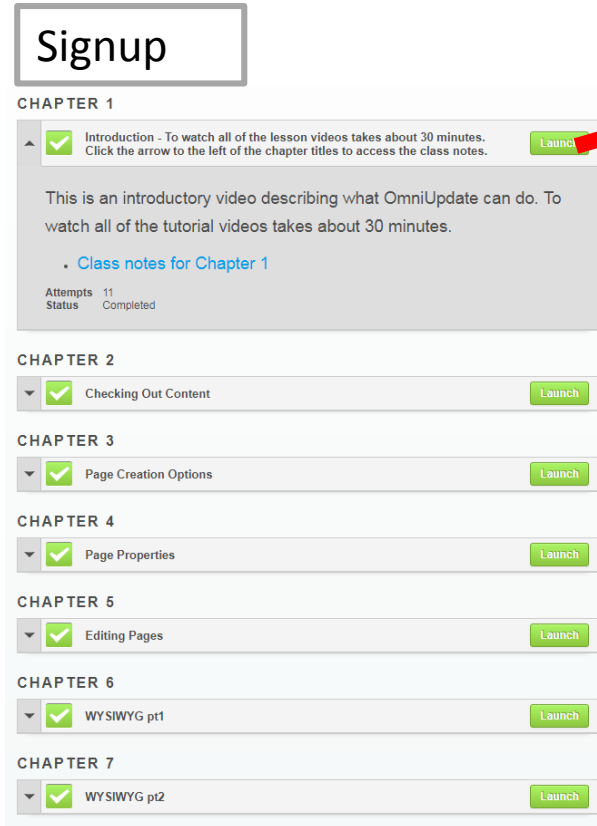 Signup
CHAPTER 1
Introduction - To watch all of the lesson videos takes about 30 minutes.
Click the arrow to the left of the chapter titles to access the class notes.
Launch
This is an introductory video describing what OmniUpdate can do. To
watch all of the tutorial videos takes about 30 minutes.
• Class notes for Chapter 1
Attempts 11
Status Completed
CHAPTER 2
Checking Out Content Launch
CHAPTER 3
Page Creation Options Launch
CHAPTER 4
Page Properties Launch
CHAPTER 5
Editing Pages Launch
CHAPTER 6
WYSIWYG pt1 Launch
CHAPTER 7
WYSIWYG pt2 Launch